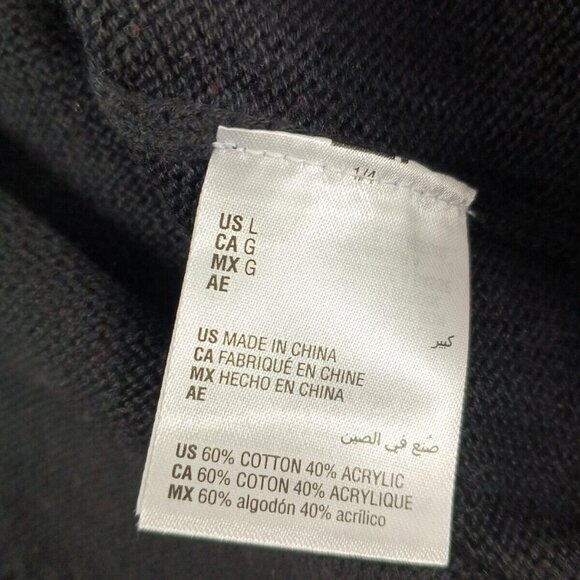 1/4
US L
CA G
MX G
AE
كبير
US MADE IN CHINA
CA FABRIQUÉ EN CHINE
MX HECHO EN CHINA
AE
صُنع في الصين
US 60% COTTON 40% ACRYLIC
CA 60% COTON 40% ACRYLIQUE
MX 60% algodón 40% acrílico